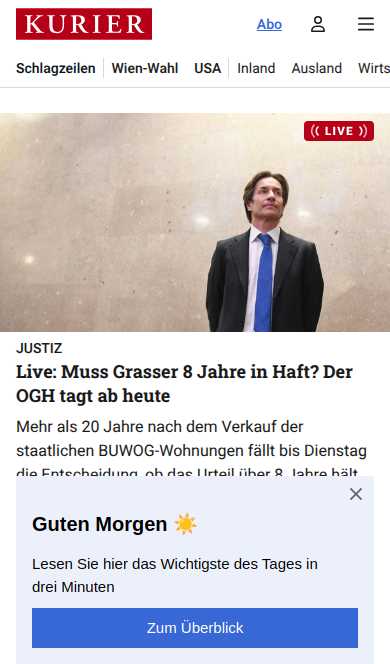 KURIER
Abo
Schlagzeilen Wien-Wahl USA Inland Ausland Wirts
LIVE
JUSTIZ
Live: Muss Grasser 8 Jahre in Haft? Der
OGH tagt ab heute
Mehr als 20 Jahre nach dem Verkauf der
staatlichen BUWOG-Wohnungen fällt bis Dienstag
die Entscheidung, ob das Urteil über 8 Jahre hält
Guten Morgen ☀️
Lesen Sie hier das Wichtigste des Tages in
drei Minuten
Zum Überblick